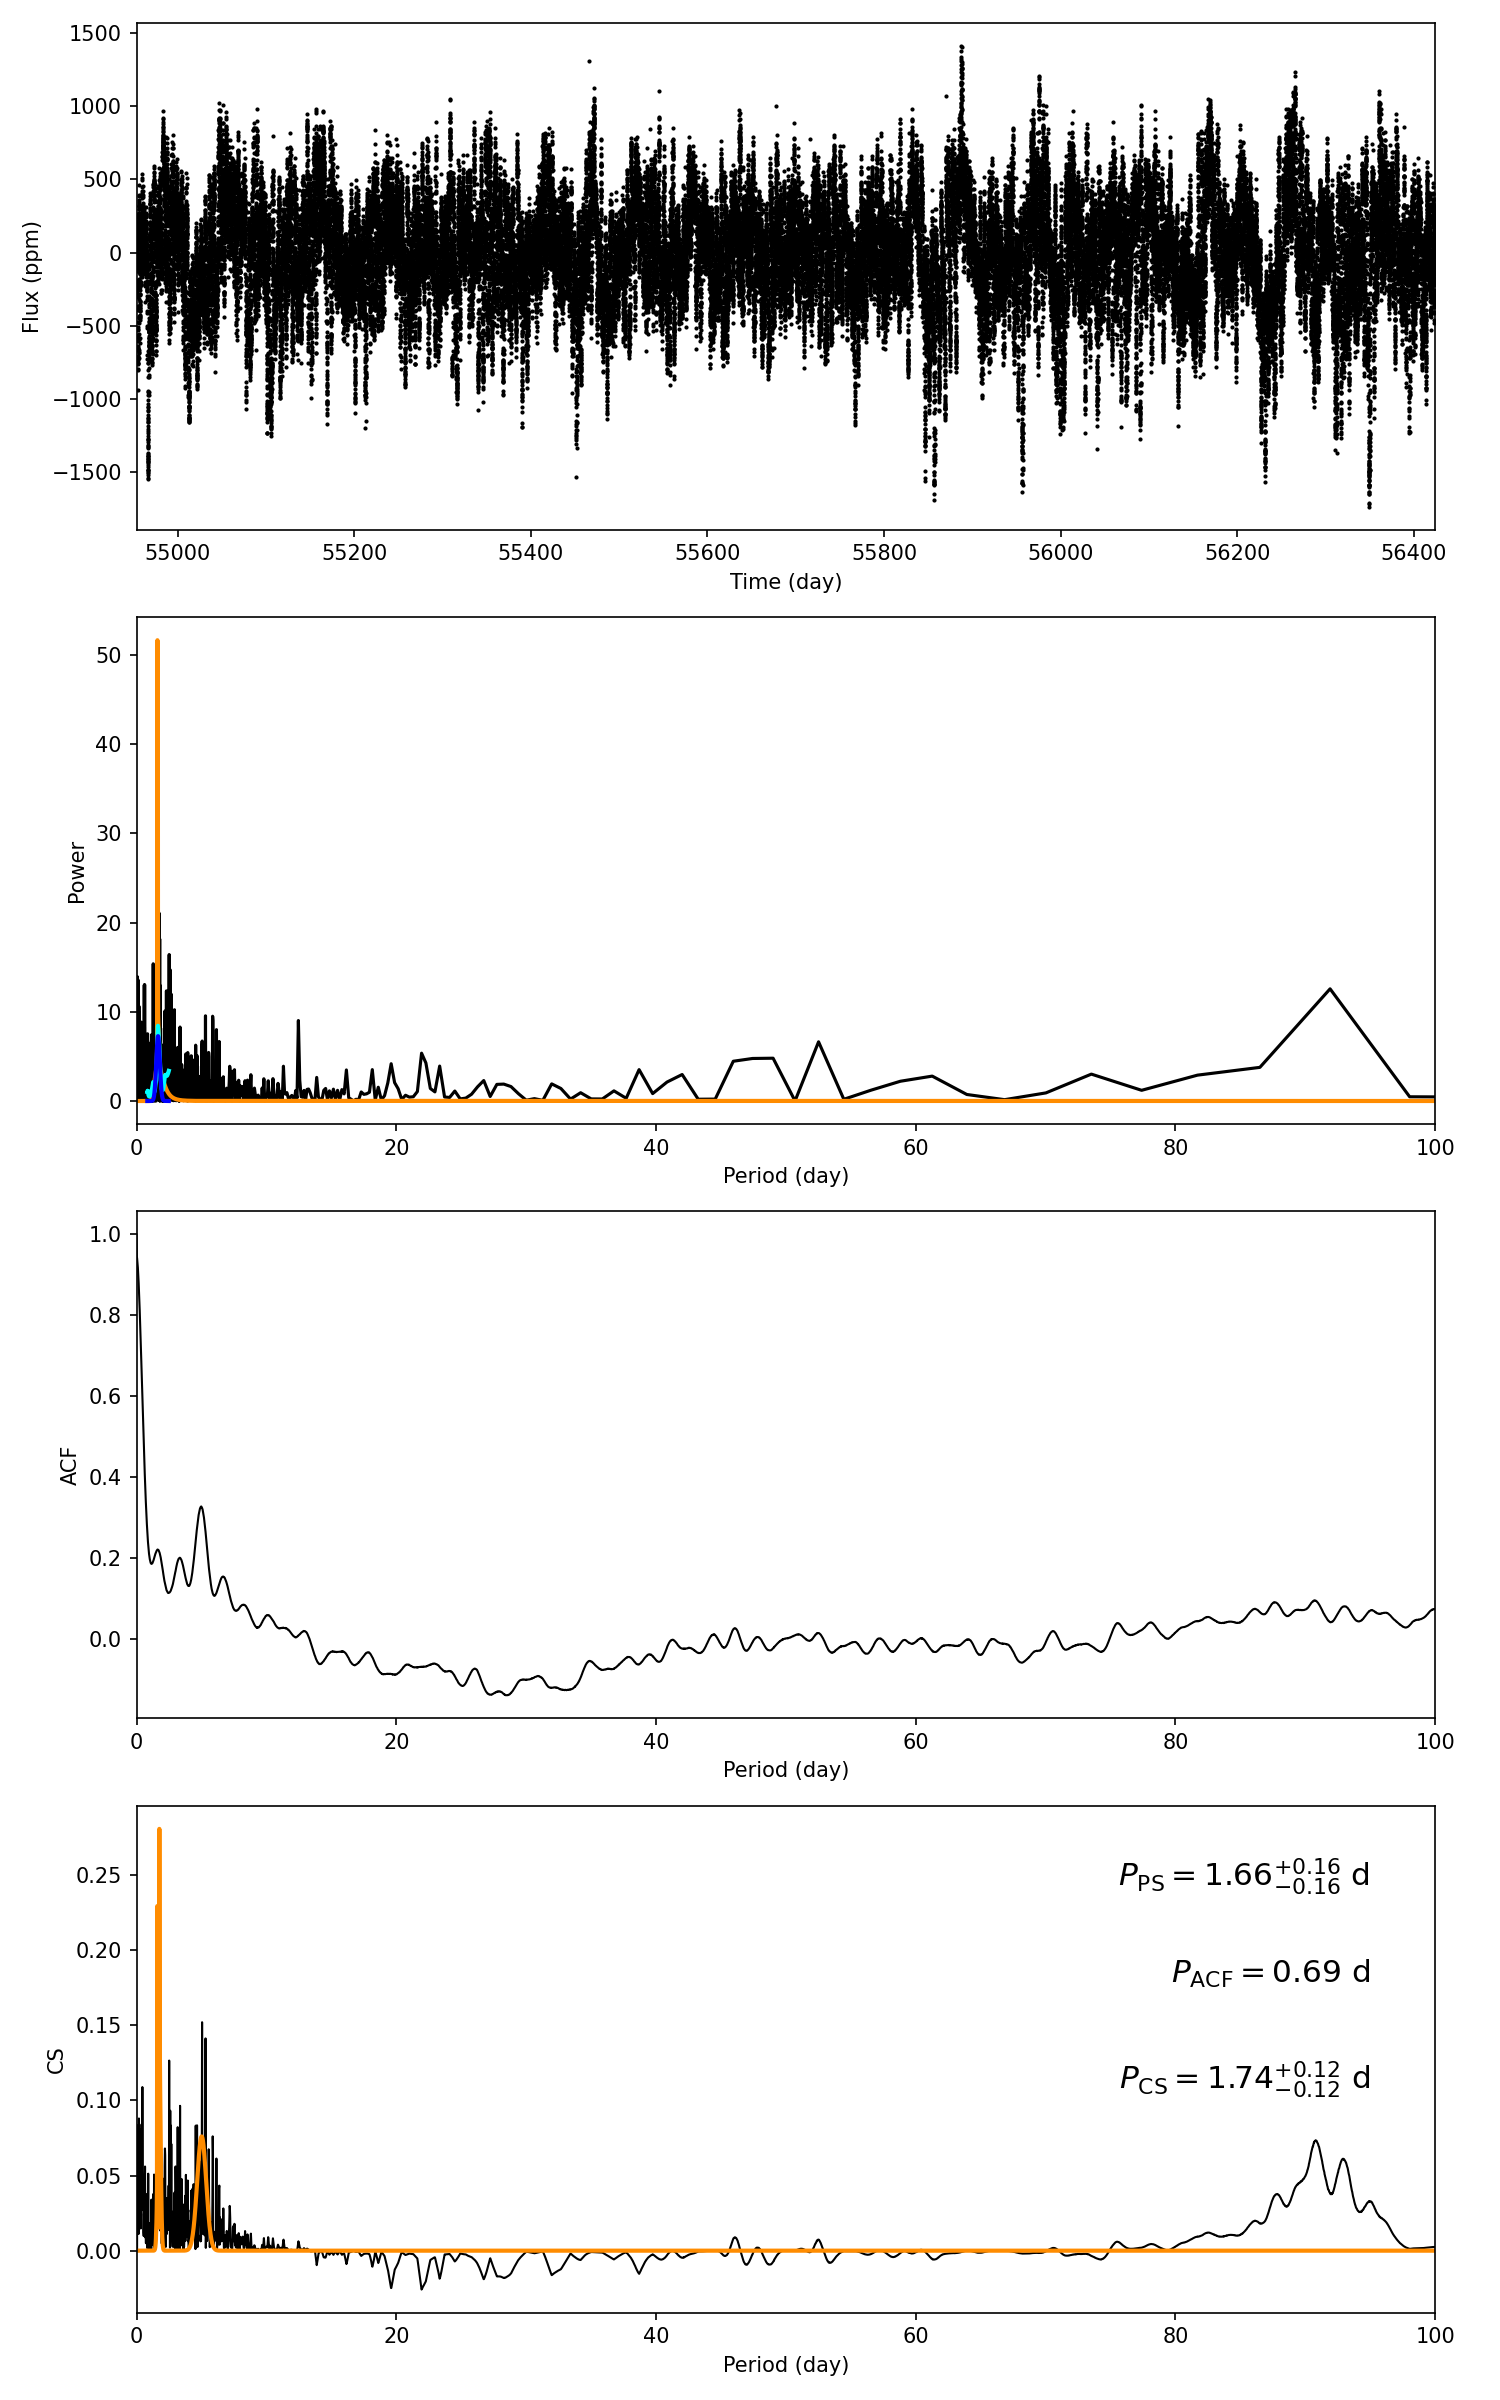 1500
1000
500
0
−500
−1000
−1500
Flux (ppm)
55000 55200 55400 55600 55800 56000 56200 56400
Time (day)
50
40
30
20
10
0
Power
0 20 40 60 80 100
Period (day)
1.0
0.8
0.6
0.4
0.2
0.0
ACF
0 20 40 60 80 100
Period (day)
0.25
0.20
0.15
0.10
0.05
0.00
CS
P_PS = 1.66 +0.16 −0.16 d
P_ACF = 0.69 d
P_CS = 1.74 +0.12 −0.12 d
0 20 40 60 80 100
Period (day)